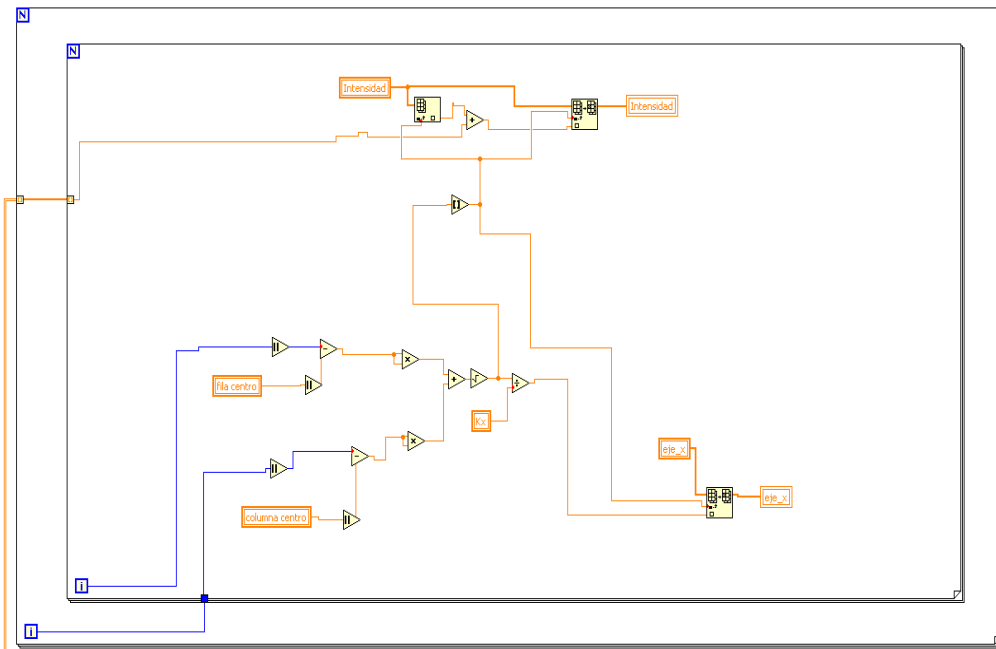 N
N
Intensidad
Intensidad
fila centro
Kx
eje_x
eje_x
columna centro
i
i